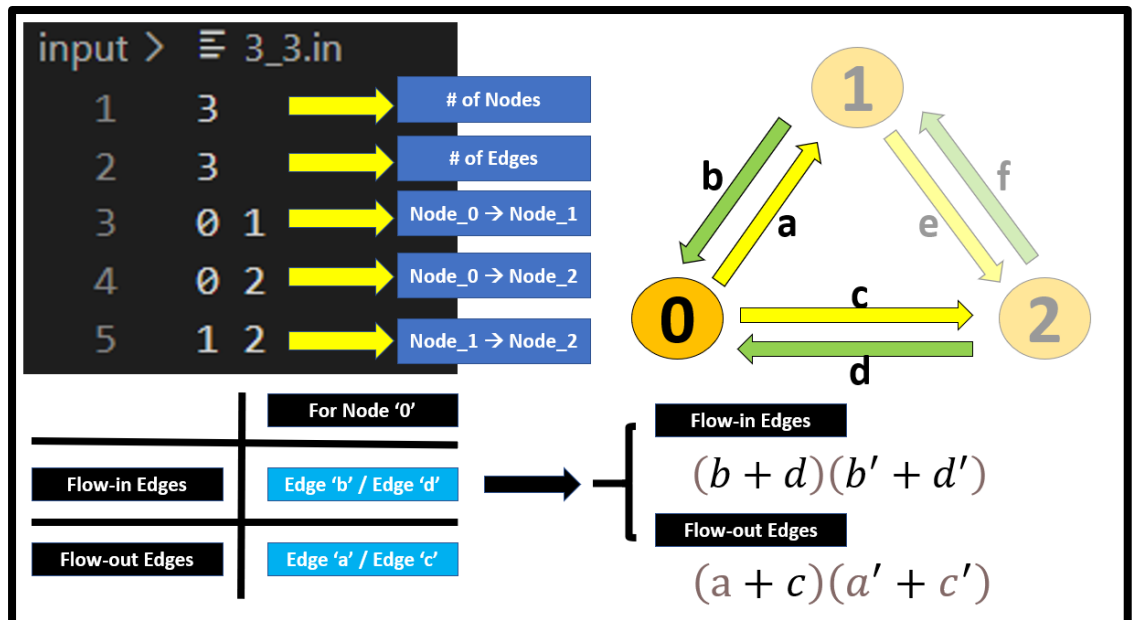 input > 3_3.in
1 3 # of Nodes
2 3 # of Edges
3 0 1 Node_0 → Node_1
4 0 2 Node_0 → Node_2
5 1 2 Node_1 → Node_2
1
b
a
f
e
0
c
2
d
For Node ‘0’
Flow-in Edges
Edge ‘b’ / Edge ‘d’
Flow-out Edges
Edge ‘a’ / Edge ‘c’
Flow-in Edges
(b + d)(b′ + d′)
Flow-out Edges
(a + c)(a′ + c′)